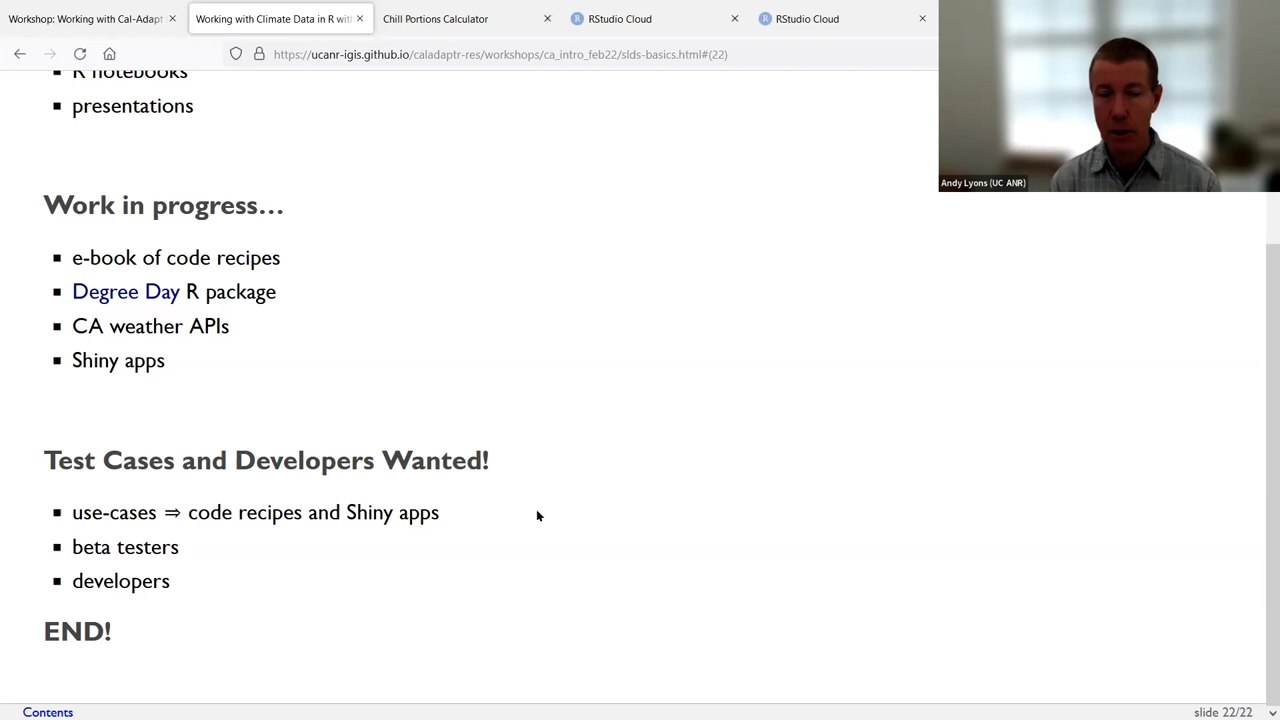 Workshop: Working with Cal-Adapt
Working with Climate Data in R wit
Chill Portions Calculator
RStudio Cloud
RStudio Cloud
https://ucanr-igis.github.io/caladaptr-res/workshops/ca_intro_feb22/slds-basics.html#(22)
R notebooks
presentations
Andy Lyons (UC ANR)
Work in progress…
e-book of code recipes
Degree Day R package
CA weather APIs
Shiny apps
Test Cases and Developers Wanted!
use-cases ⇒ code recipes and Shiny apps
beta testers
developers
END!
Contents
slide 22/22